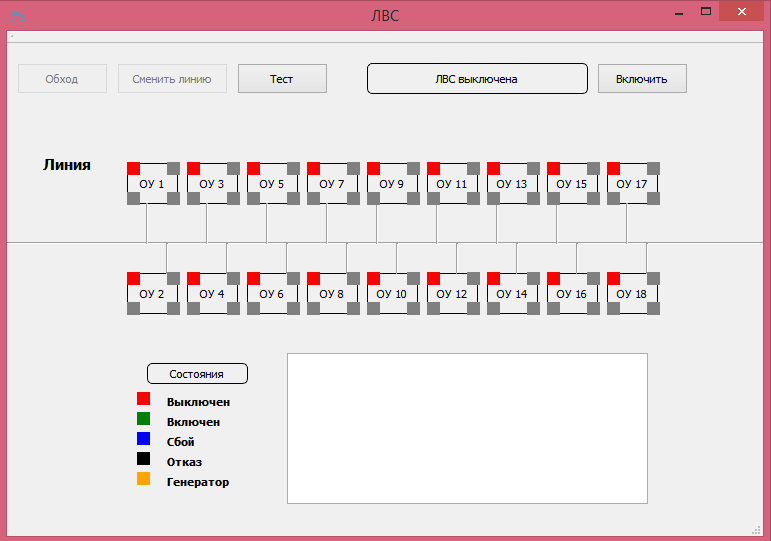 ЛВС
Обход Сменить линию Тест ЛВС выключена Включить
Линия
ОУ 1 ОУ 3 ОУ 5 ОУ 7 ОУ 9 ОУ 11 ОУ 13 ОУ 15 ОУ 17
ОУ 2 ОУ 4 ОУ 6 ОУ 8 ОУ 10 ОУ 12 ОУ 14 ОУ 16 ОУ 18
Состояния
Выключен
Включен
Сбой
Отказ
Генератор